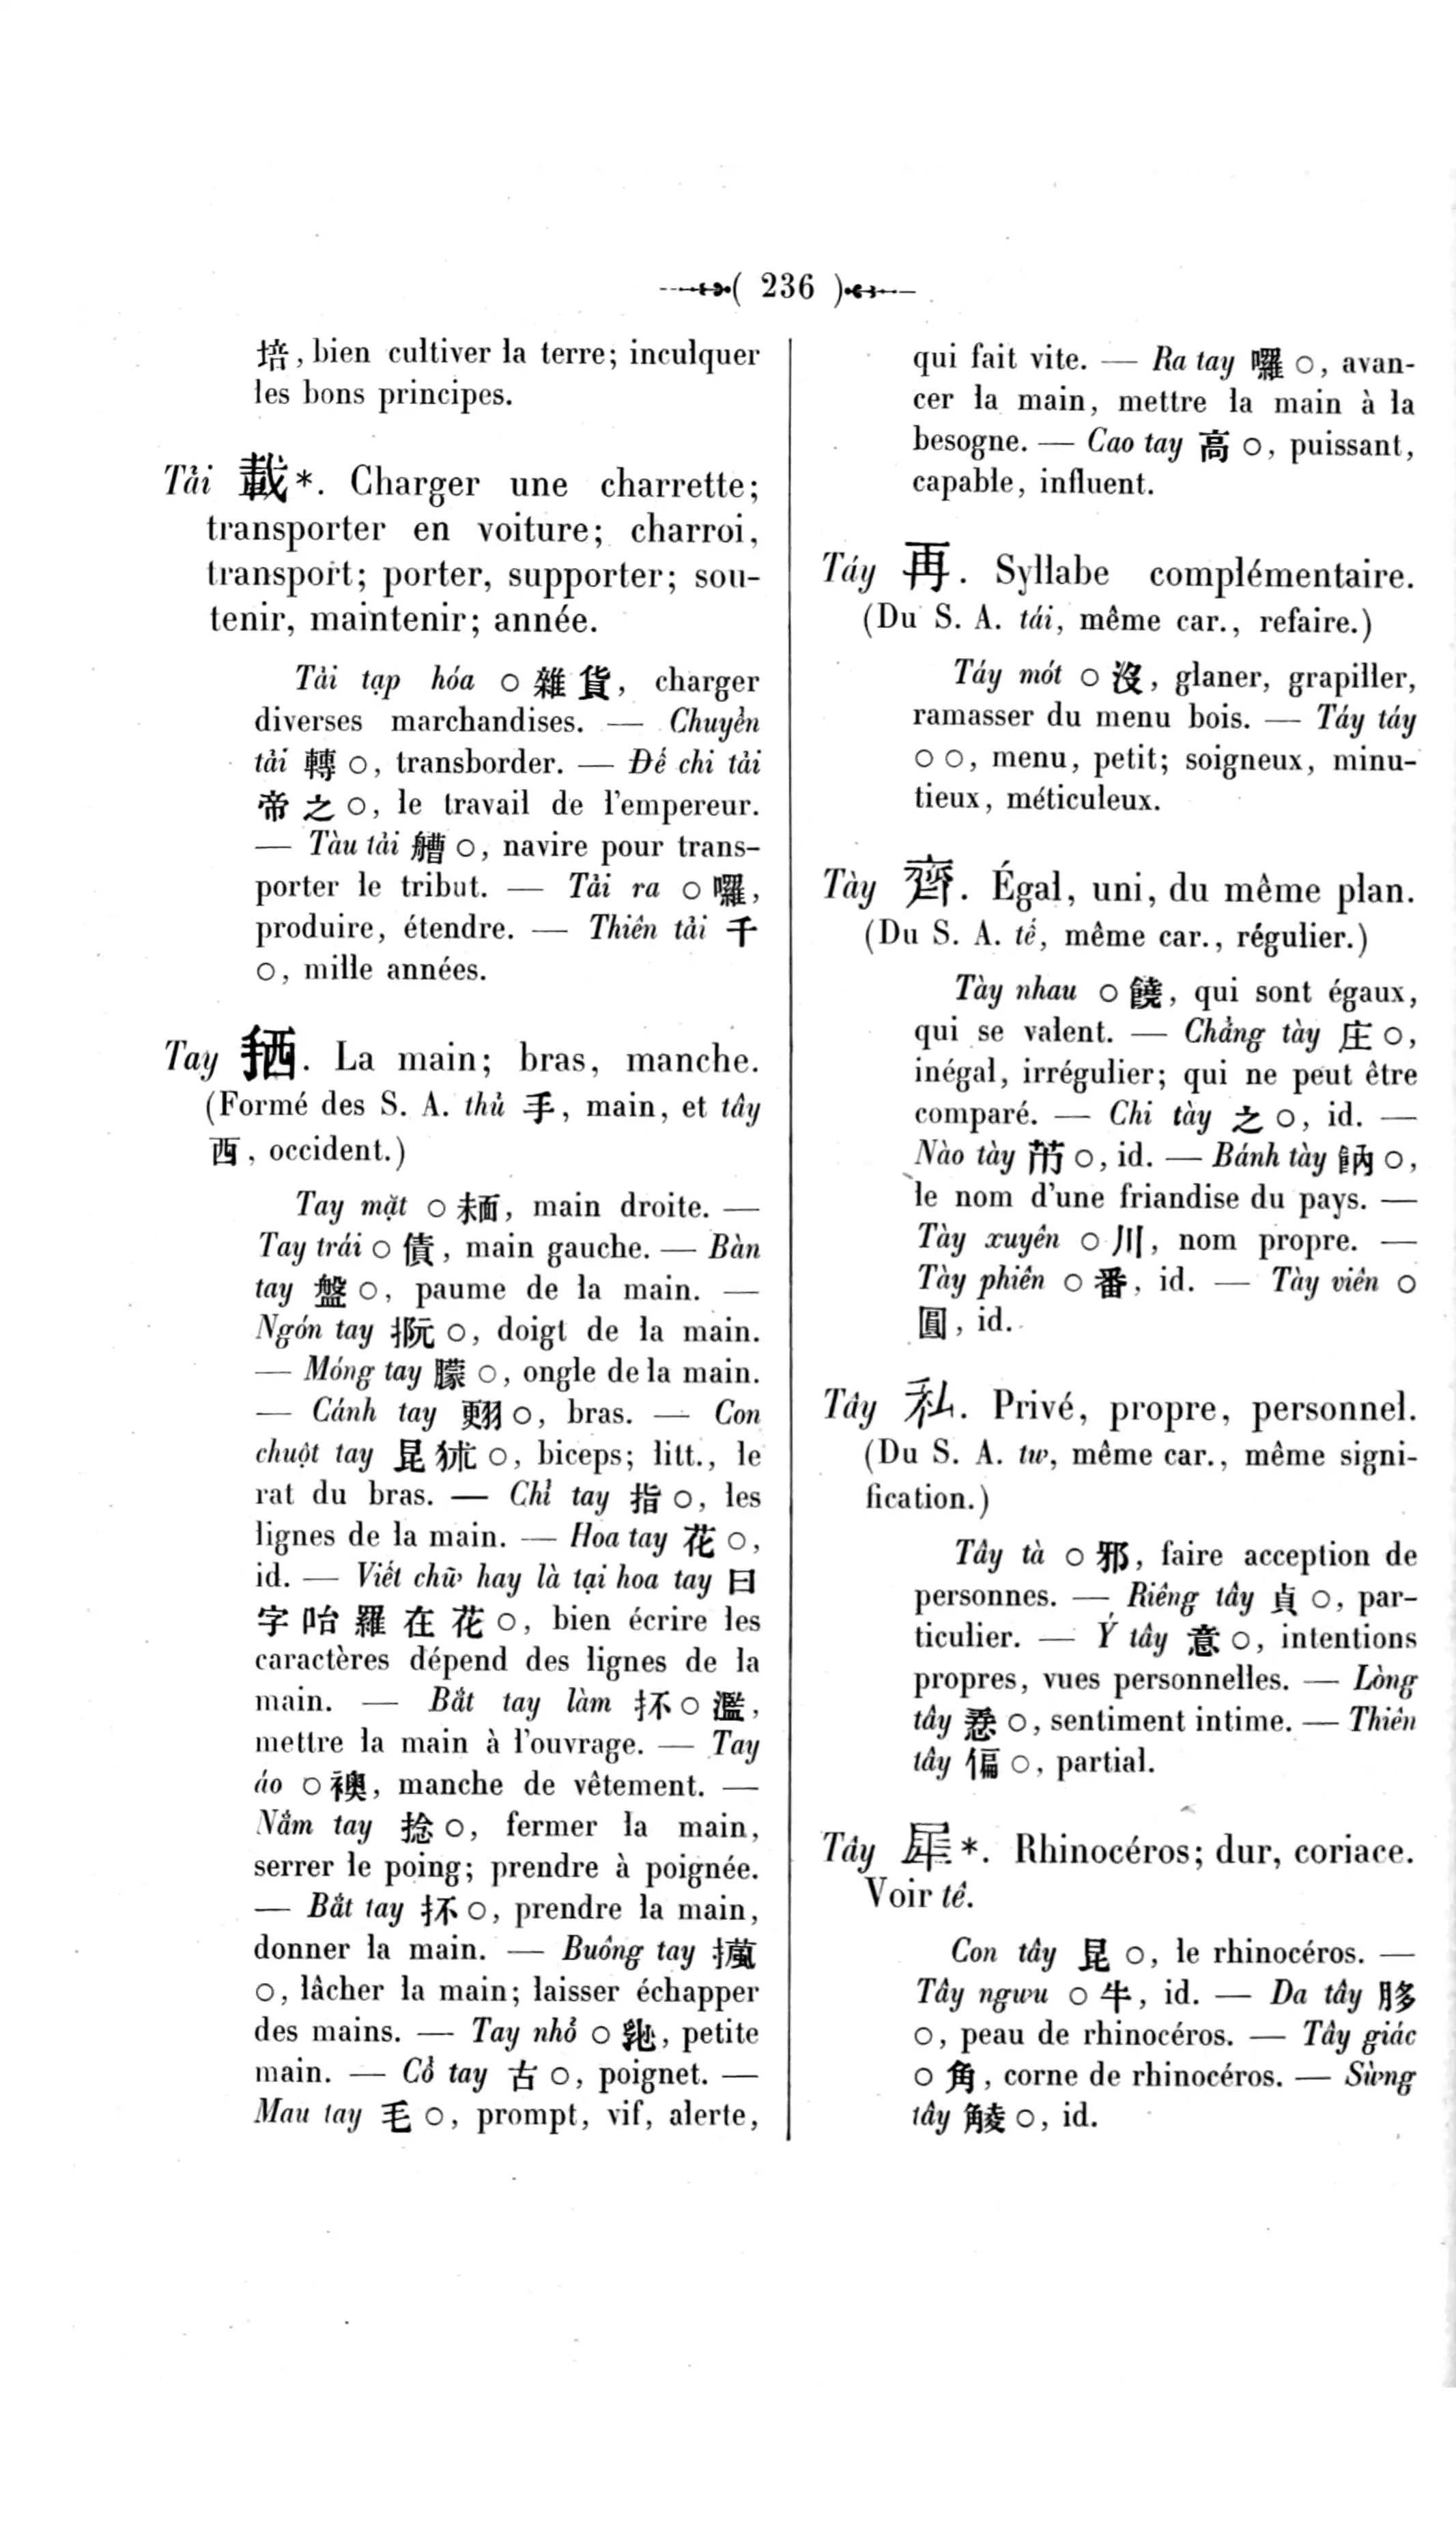 ( 236 )
培, bien cultiver la terre; inculquer
les bons principes.
Tải 載*. Charger une charrette;
transporter en voiture; charroi,
transport; porter, supporter; sou-
tenir, maintenir; année.
Tải tạp hóa ○ 雜貨, charger
diverses marchandises. — Chuyển
tải 轉 ○, transborder. — Đế chi tải
帝之 ○, le travail de l'empereur.
— Tàu tải 艚 ○, navire pour trans-
porter le tribut. — Tải ra ○ 囉,
produire, étendre. — Thiên tải 千
○, mille années.
Tay 𢬣. La main; bras, manche.
(Formé des S. A. thủ 手, main, et tây
西, occident.)
Tay mặt ○ 𩈘, main droite. —
Tay trái ○ 債, main gauche. — Bàn
tay 盤 ○, paume de la main. —
Ngón tay ○, doigt de la main.
— Móng tay 朦 ○, ongle de la main.
— Cánh tay ○, bras. — Con
chuột tay 昆 ○, biceps; litt., le
rat du bras. — Chỉ tay 指 ○, les
lignes de la main. — Hoa tay 花 ○,
id. — Viết chữ hay là tại hoa tay 曰
字咍羅在花 ○, bien écrire les
caractères dépend des lignes de la
main. — Bắt tay làm 抔 ○ 濫,
mettre la main à l'ouvrage. — Tay
áo ○ 襖, manche de vêtement. —
Nắm tay 捻 ○, fermer la main,
serrer le poing; prendre à poignée.
— Bắt tay 抔 ○, prendre la main,
donner la main. — Buông tay
○, lâcher la main; laisser échapper
des mains. — Tay nhỏ ○, petite
main. — Cổ tay 古 ○, poignet. —
Mau tay 毛 ○, prompt, vif, alerte,
qui fait vite. — Ra tay 囉 ○, avan-
cer la main, mettre la main à la
besogne. — Cao tay 高 ○, puissant,
capable, influent.
Táy 再. Syllabe complémentaire.
(Du S. A. tái, même car., refaire.)
Táy mót ○ 沒, glaner, grapiller,
ramasser du menu bois. — Táy táy
○ ○, menu, petit; soigneux, minu-
tieux, méticuleux.
Tày 齊. Égal, uni, du même plan.
(Du S. A. tề, même car., régulier.)
Tày nhau ○ 饒, qui sont égaux,
qui se valent. — Chẳng tày 庄 ○,
inégal, irrégulier; qui ne peut être
comparé. — Chi tày 之 ○, id. —
Nào tày 芇 ○, id. — Bánh tày 䭃 ○,
le nom d'une friandise du pays. —
Tày xuyên ○ 川, nom propre. —
Tày phiên ○ 番, id. — Tày viên ○
圓, id.
Tây 私. Privé, propre, personnel.
(Du S. A. tư, même car., même signi-
fication.)
Tây tà ○ 邪, faire acception de
personnes. — Riêng tây 貞 ○, par-
ticulier. — Ý tây 意 ○, intentions
propres, vues personnelles. — Lòng
tây ○, sentiment intime. — Thiên
tây 偏 ○, partial.
Tây 犀*. Rhinocéros; dur, coriace.
Voir tê.
Con tây 昆 ○, le rhinocéros. —
Tây ngưu ○ 牛, id. — Da tây 胗
○, peau de rhinocéros. — Tây giác
○ 角, corne de rhinocéros. — Sừng
tây ○, id.